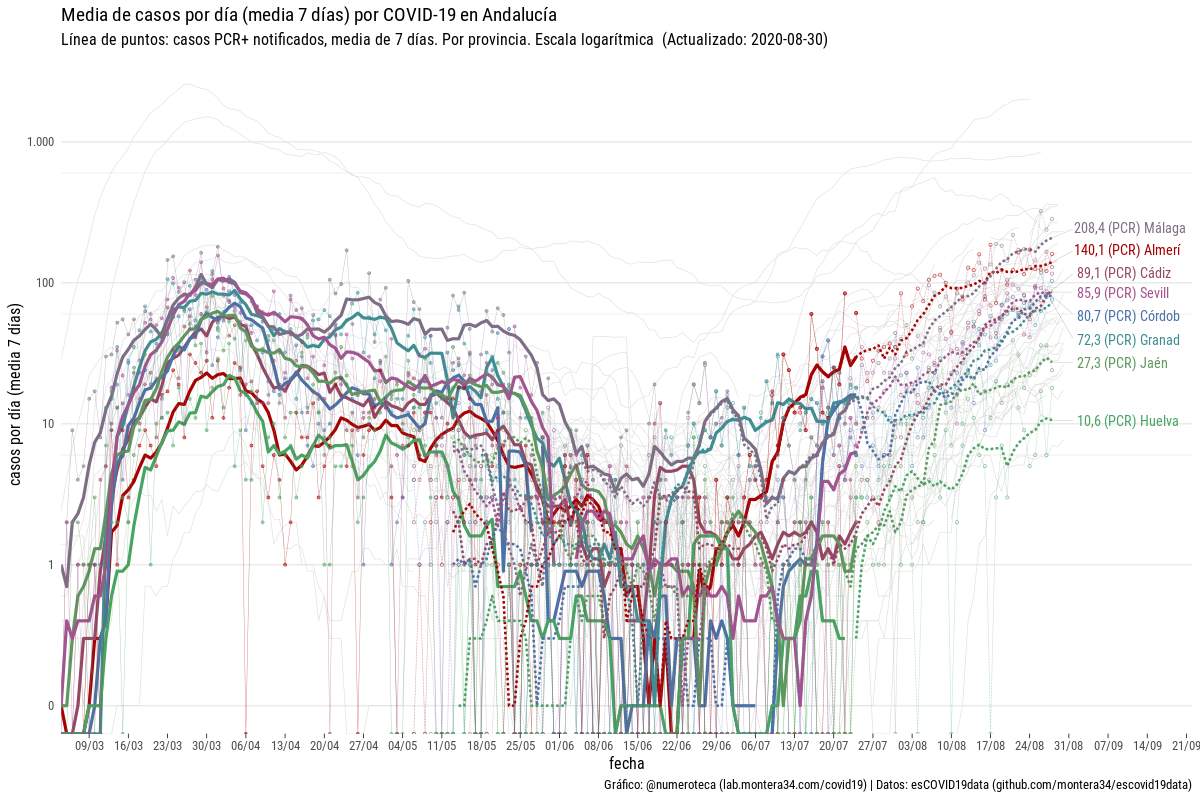 Media de casos por día (media 7 días) por COVID-19 en Andalucía
Línea de puntos: casos PCR+ notificados, media de 7 días. Por provincia. Escala logarítmica (Actualizado: 2020-08-30)
casos por día (media 7 días)
1.000
100
10
1
0
208,4 (PCR) Málaga
140,1 (PCR) Almerí
89,1 (PCR) Cádiz
85,9 (PCR) Sevill
80,7 (PCR) Córdob
72,3 (PCR) Granad
27,3 (PCR) Jaén
10,6 (PCR) Huelva
09/03 16/03 23/03 30/03 06/04 13/04 20/04 27/04 04/05 11/05 18/05 25/05 01/06 08/06 15/06 22/06 29/06 06/07 13/07 20/07 27/07 03/08 10/08 17/08 24/08 31/08 07/09 14/09 21/09
fecha
Gráfico: @numeroteca (lab.montera34.com/covid19) | Datos: esCOVID19data (github.com/montera34/escovid19data)